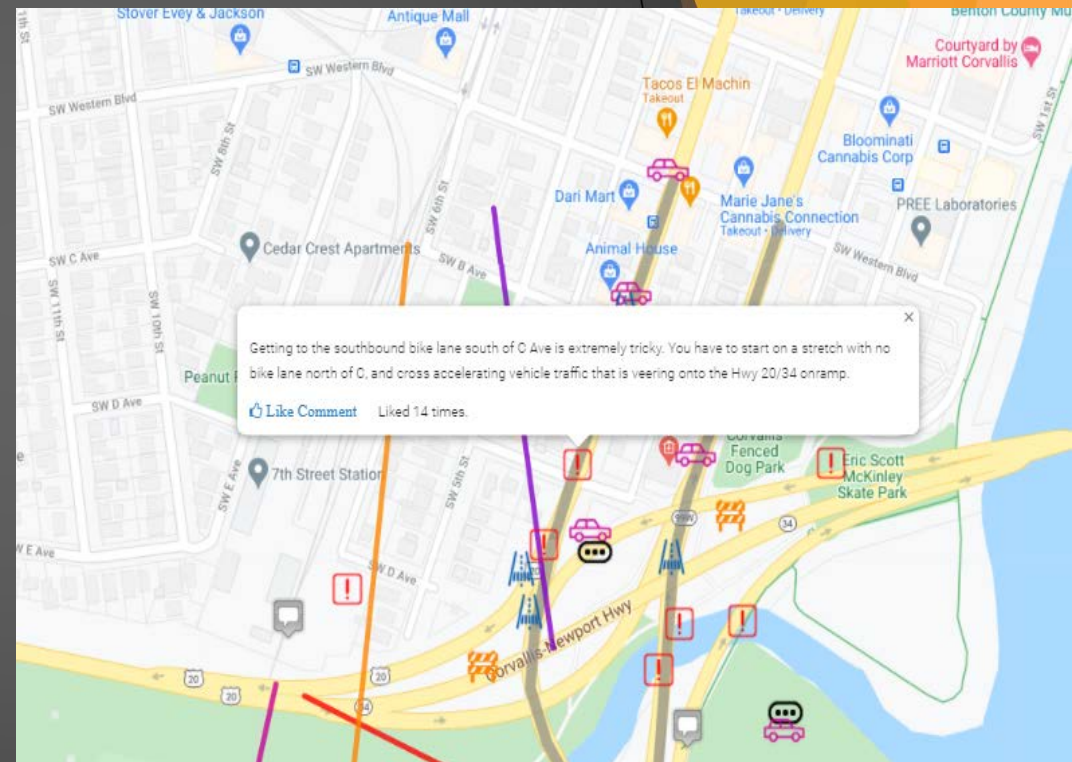 Stover Evey & Jackson
Antique Mall
Takeout • Delivery
Benton County Mu
1th St
Courtyard by
Marriott Corvallis
SW Western Blvd
SW Western Blvd
Tacos El Machin
Takeout
SW 1st St
SW 8th St
Bloominati
Cannabis Corp
SW 6th St
Dari Mart
Marie Jane's
Cannabis Connection
Takeout • Delivery
PREE Laboratories
Cedar Crest Apartments
Animal House
SW B Ave
SW Western Blvd
SW C Ave
SW 11th St
SW 10th St
Getting to the southbound bike lane south of C Ave is extremely tricky. You have to start on a stretch with no
bike lane north of C, and cross accelerating vehicle traffic that is veering onto the Hwy 20/34 onramp.
Like Comment Liked 14 times.
Peanut
SW D Ave
Corvallis
Fenced
Dog Park
Eric Scott
McKinley
Skate Park
7th Street Station
SW E Ave
SW 5th St
99W
34
W E Ave
SW D Ave
20
Corvallis-Newport Hwy
20
20
20
34